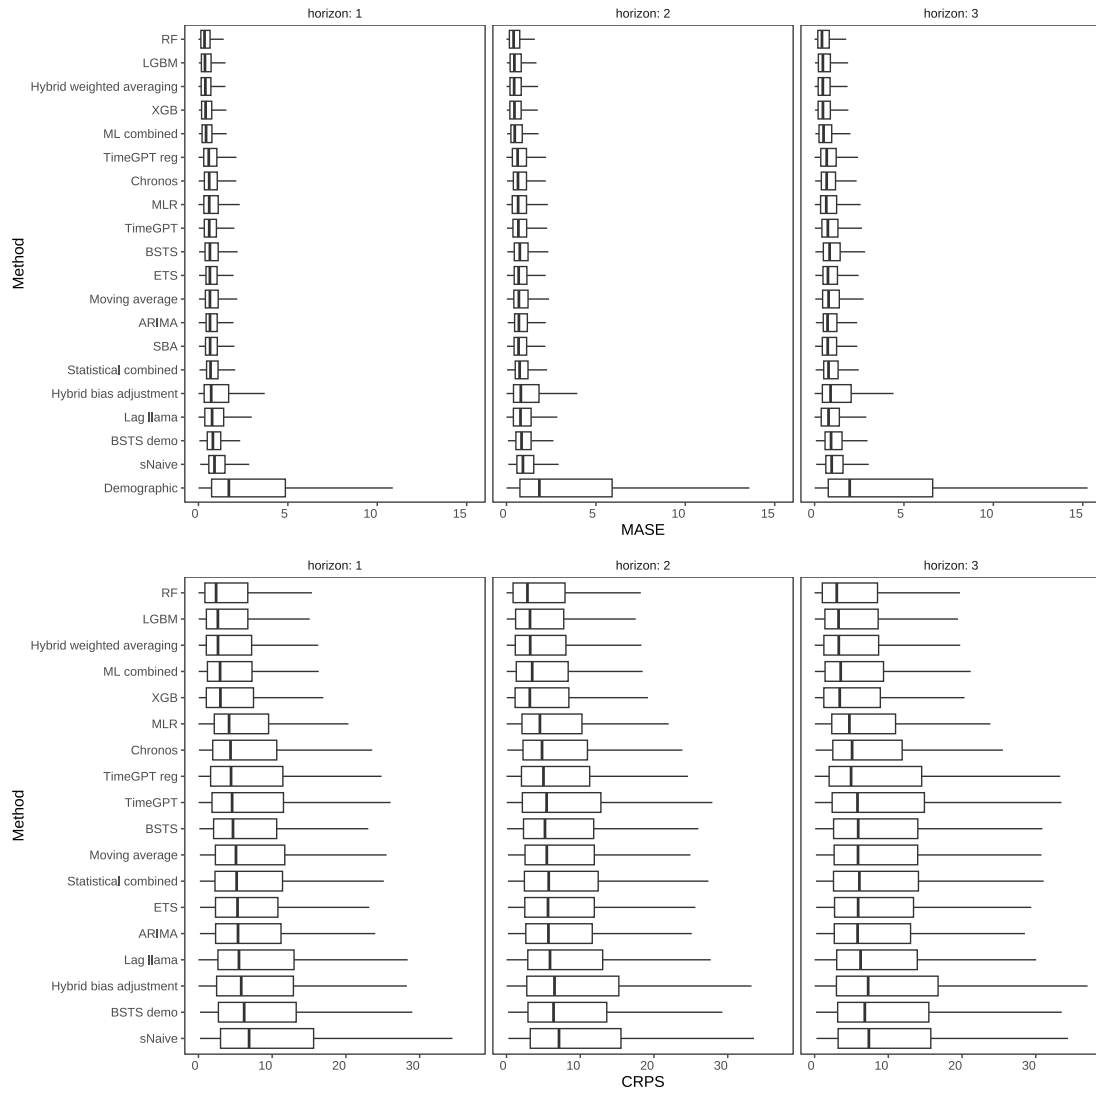 horizon: 1 horizon: 2 horizon: 3
RF
LGBM
Hybrid weighted averaging
XGB
ML combined
TimeGPT reg
Chronos
MLR
TimeGPT
BSTS
ETS
Moving average
ARIMA
SBA
Statistical combined
Hybrid bias adjustment
Lag llama
BSTS demo
sNaive
Demographic
Method
0 5 10 15 0 5 10 15 0 5 10 15
MASE
horizon: 1 horizon: 2 horizon: 3
RF
LGBM
Hybrid weighted averaging
ML combined
XGB
MLR
Chronos
TimeGPT reg
TimeGPT
BSTS
Moving average
Statistical combined
ETS
ARIMA
Lag llama
Hybrid bias adjustment
BSTS demo
sNaive
Method
0 10 20 30 0 10 20 30 0 10 20 30
CRPS